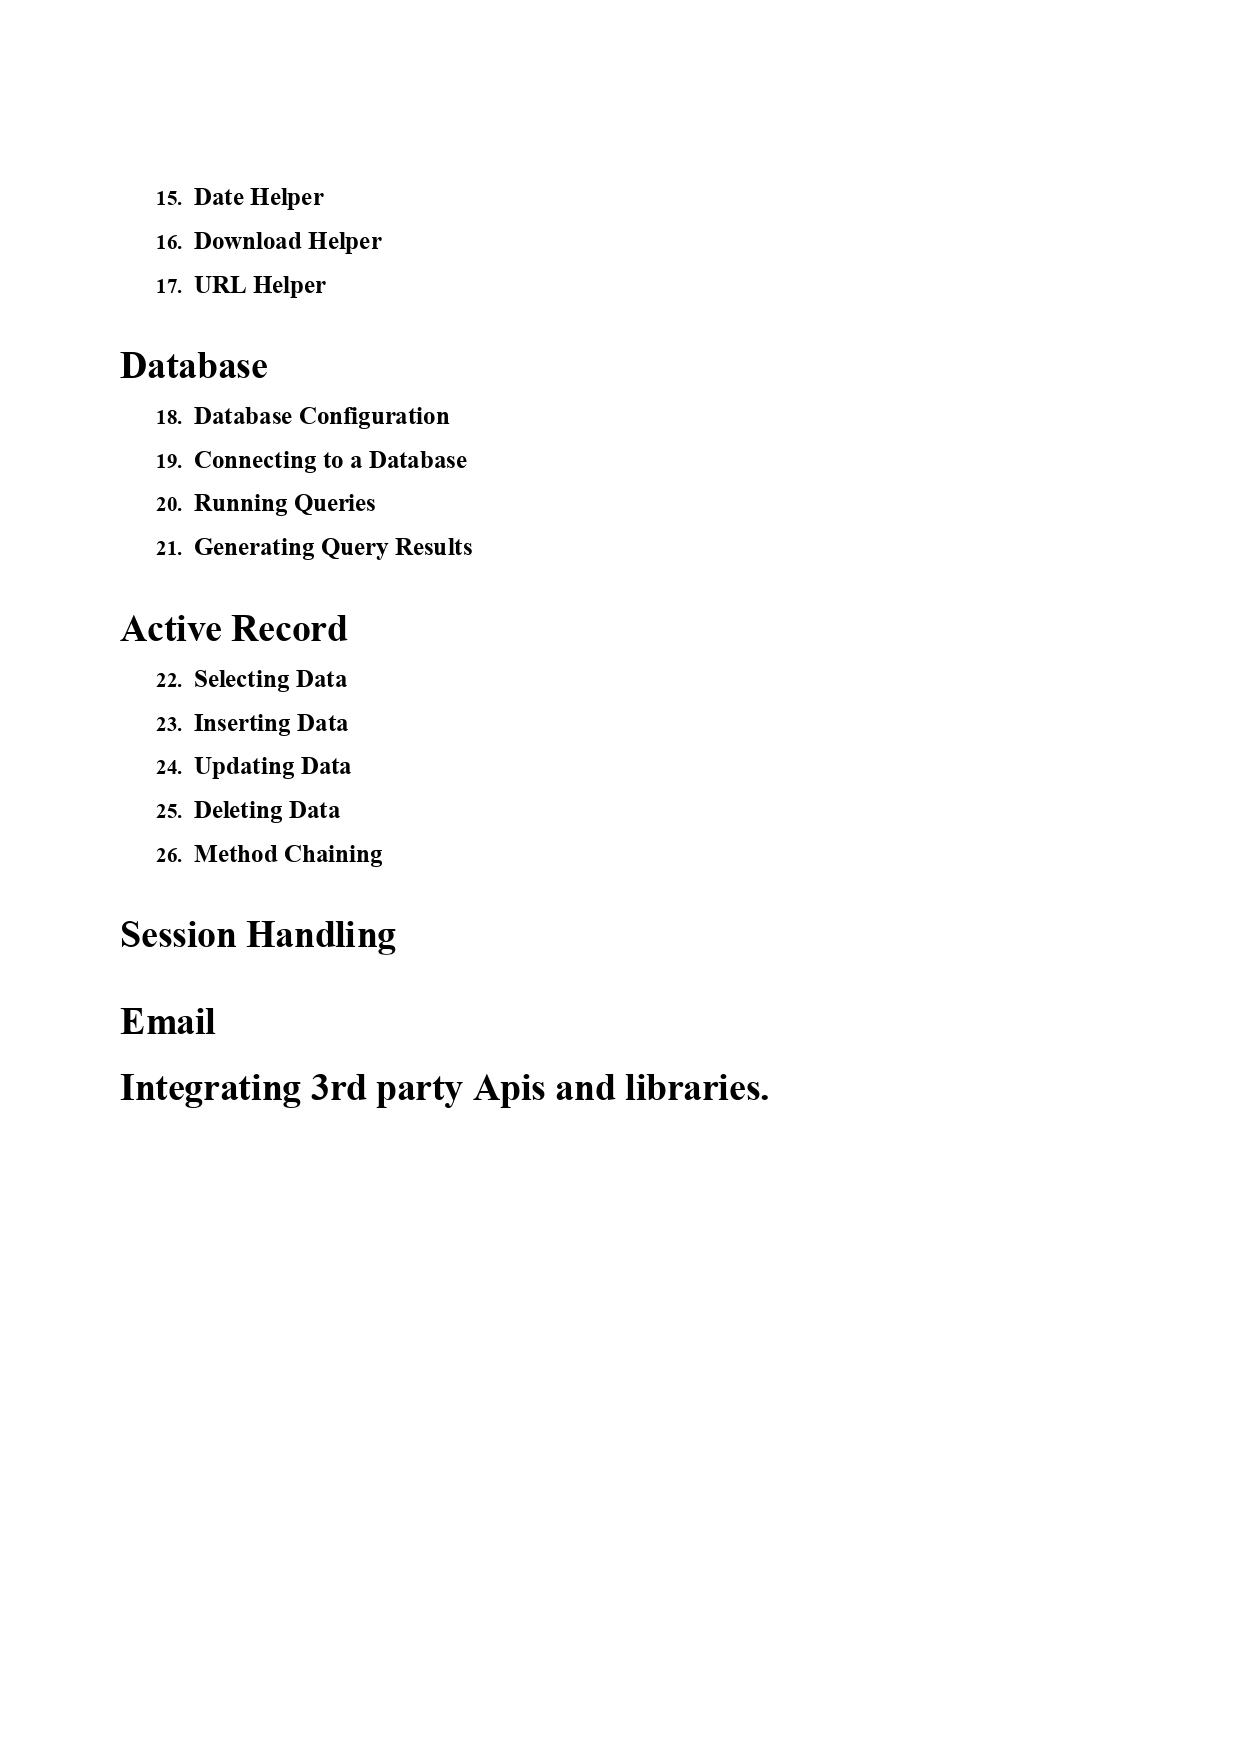 15. Date Helper
16. Download Helper
17. URL Helper
Database
18. Database Configuration
19. Connecting to a Database
20. Running Queries
21. Generating Query Results
Active Record
22. Selecting Data
23. Inserting Data
24. Updating Data
25. Deleting Data
26. Method Chaining
Session Handling
Email
Integrating 3rd party Apis and libraries.